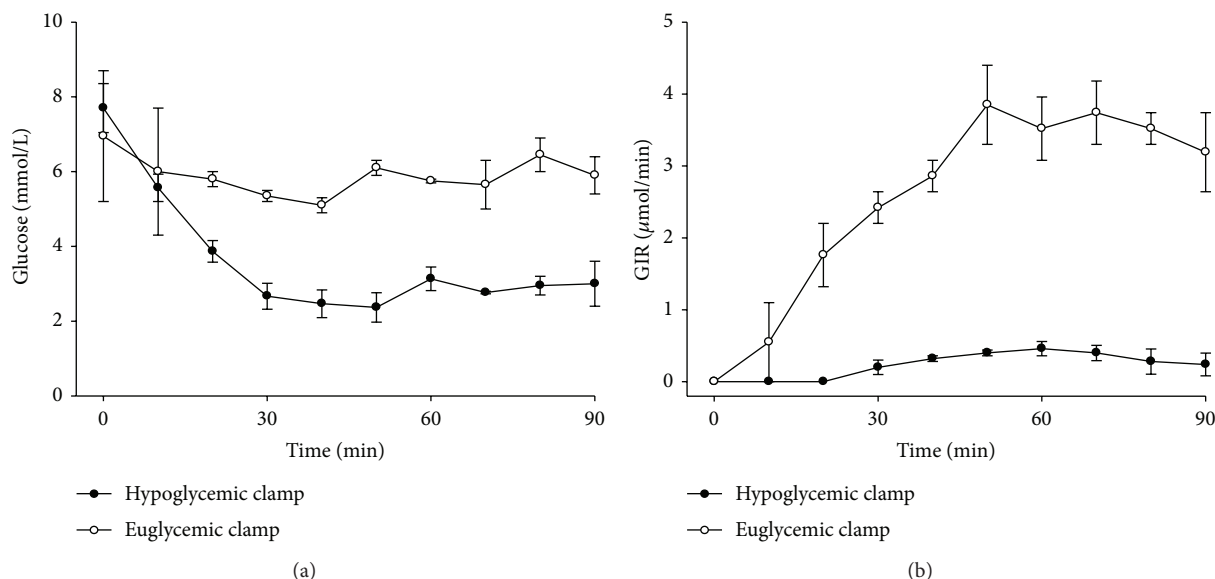 10
8
6
4
2
0
Glucose (mmol/L)
0 30 60 90
Time (min)
Hypoglycemic clamp
Euglycemic clamp
(a)
5
4
3
2
1
0
GIR (μmol/min)
0 30 60 90
Time (min)
Hypoglycemic clamp
Euglycemic clamp
(b)